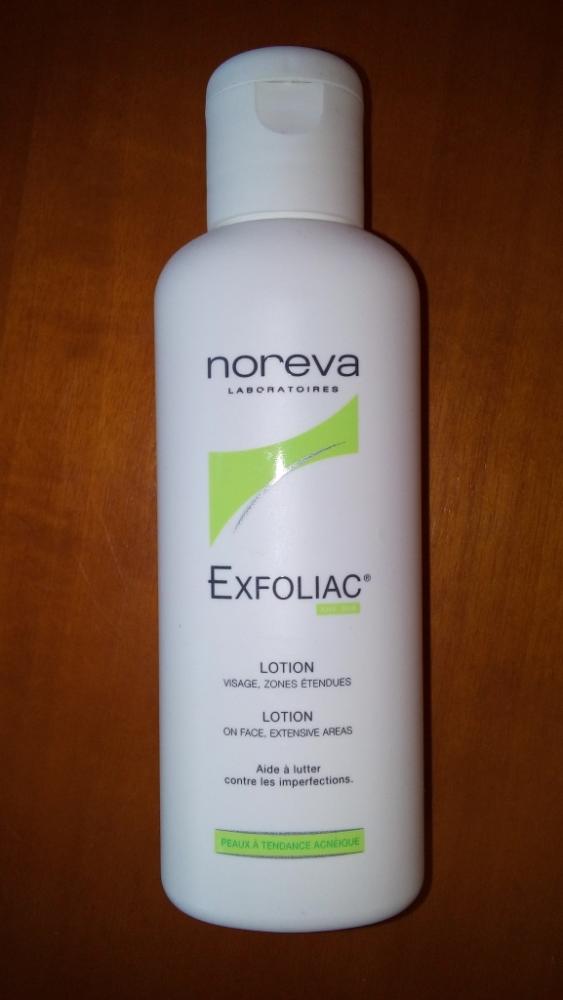 noreva
LABORATOIRES
EXFOLIAC®
LOTION
VISAGE, ZONES ÉTENDUES
LOTION
ON FACE, EXTENSIVE AREAS
Aide à lutter
contre les imperfections.
PEAUX À TENDANCE ACNÉIQUE